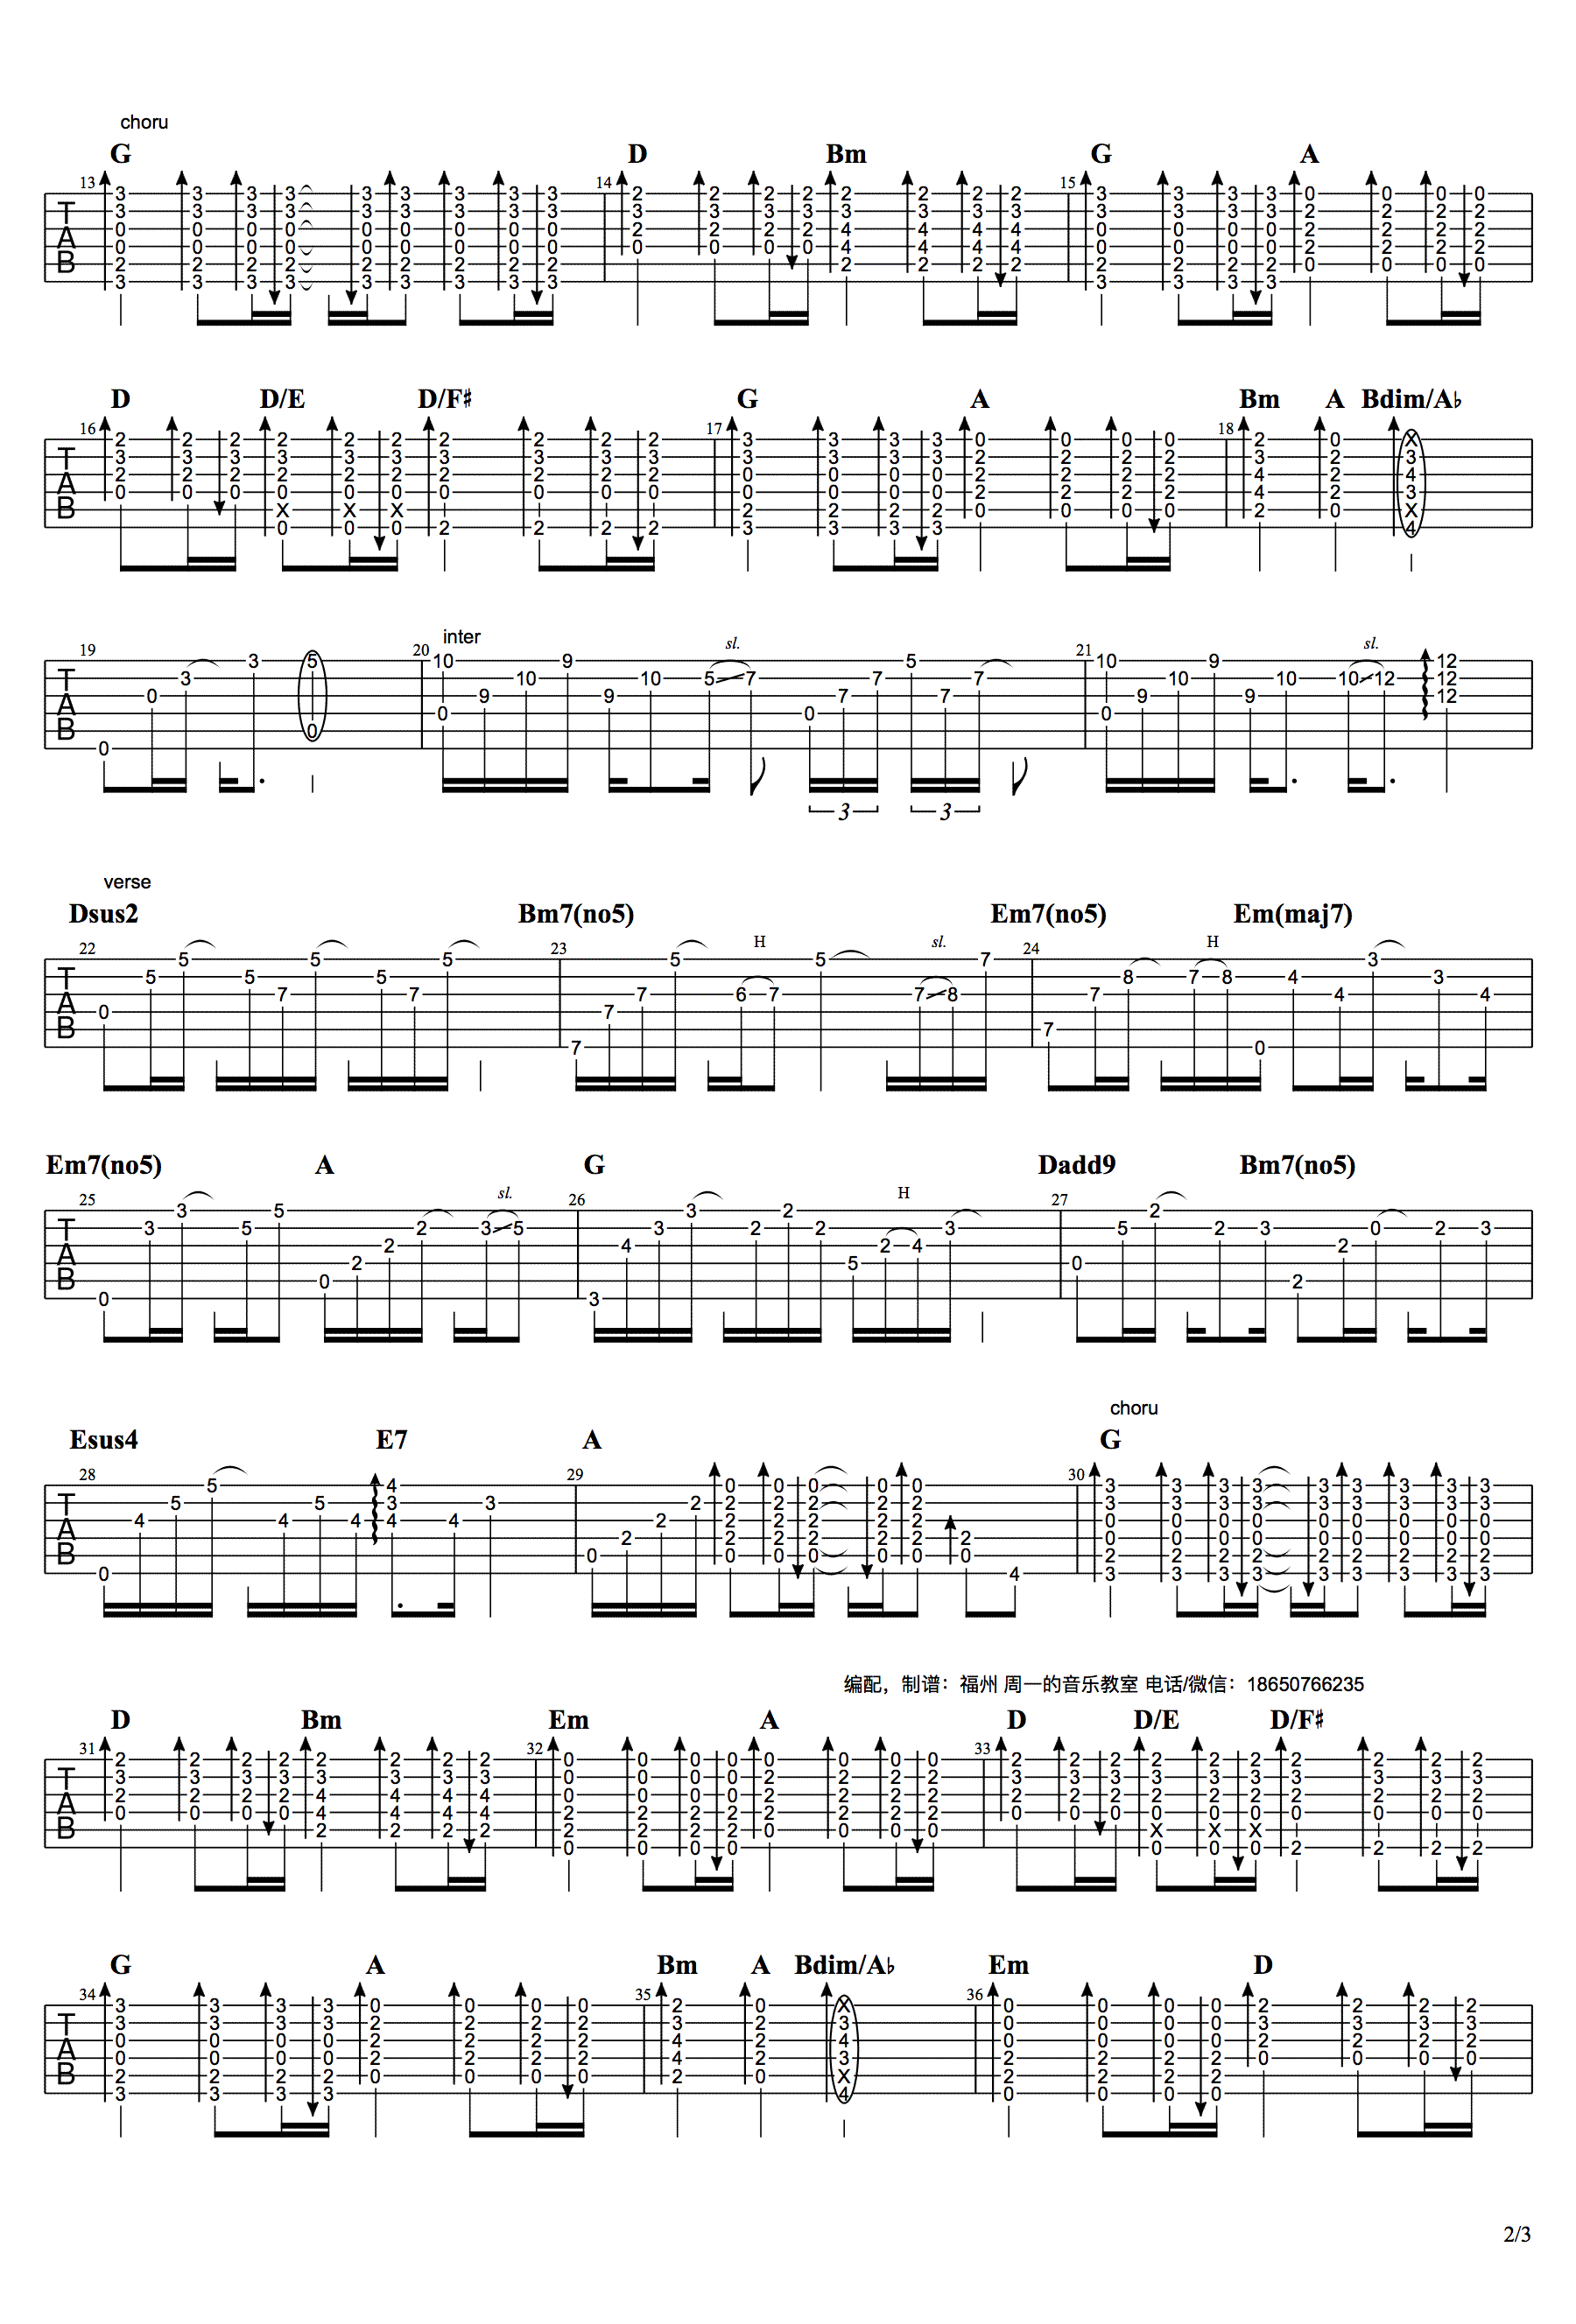 choru
G D Bm G A
13 14 15
D D/E D/F♯ G A Bm A Bdim/A♭
16 17 18
inter
19 20 sl. 21 sl.
3 3
verse
Dsus2 Bm7(no5) Em7(no5) Em(maj7)
22 23 H sl. 24 H
Em7(no5) A G Dadd9 Bm7(no5)
25 sl. 26 H 27
choru
Esus4 E7 A G
28 29 30
编配，制谱：福州 周一的音乐教室 电话/微信：18650766235
D Bm Em A D D/E D/F♯
31 32 33
G A Bm A Bdim/A♭ Em D
34 35 36
2/3